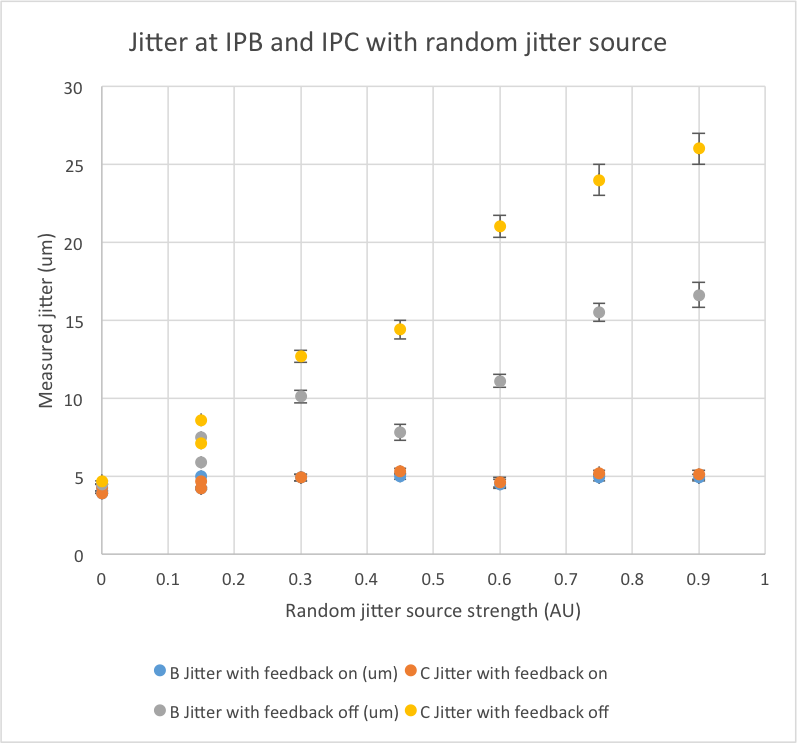 Jitter at IPB and IPC with random jitter source
30
25
20
15
10
5
0
Measured jitter (um)
0 0.1 0.2 0.3 0.4 0.5 0.6 0.7 0.8 0.9 1
Random jitter source strength (AU)
B Jitter with feedback on (um) C Jitter with feedback on
B Jitter with feedback off (um) C Jitter with feedback off